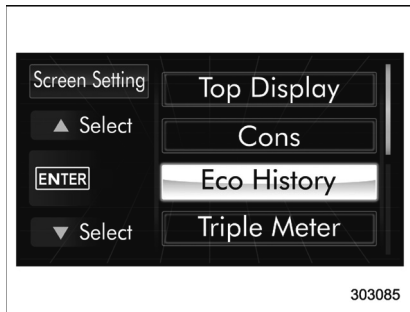 Screen Setting
Top Display
▲ Select
Cons
ENTER
Eco History
▼ Select
Triple Meter
303085